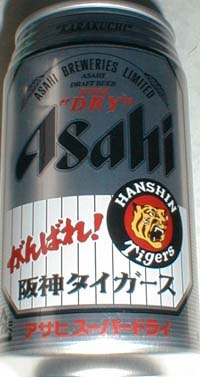 "KARAKUCHI"
ASAHI BREWERIES LIMITED
ASAHI
DRAFT BEER
"DRY"
Asahi
HANSHIN
Tigers
がんばれ!
阪神タイガース
アサヒスーパードライ